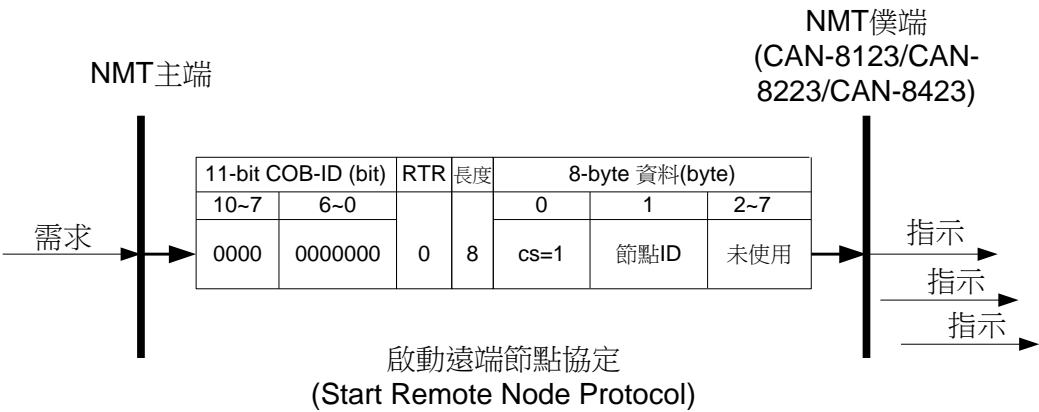 NMT主端
NMT僕端
(CAN-8123/CAN-
8223/CAN-8423)
11-bit COB-ID (bit) RTR 長度 8-byte 資料(byte)
10~7 6~0 0 1 2~7
0000 0000000 0 8 cs=1 節點ID 未使用
需求
指示
指示
指示
啟動遠端節點協定
(Start Remote Node Protocol)